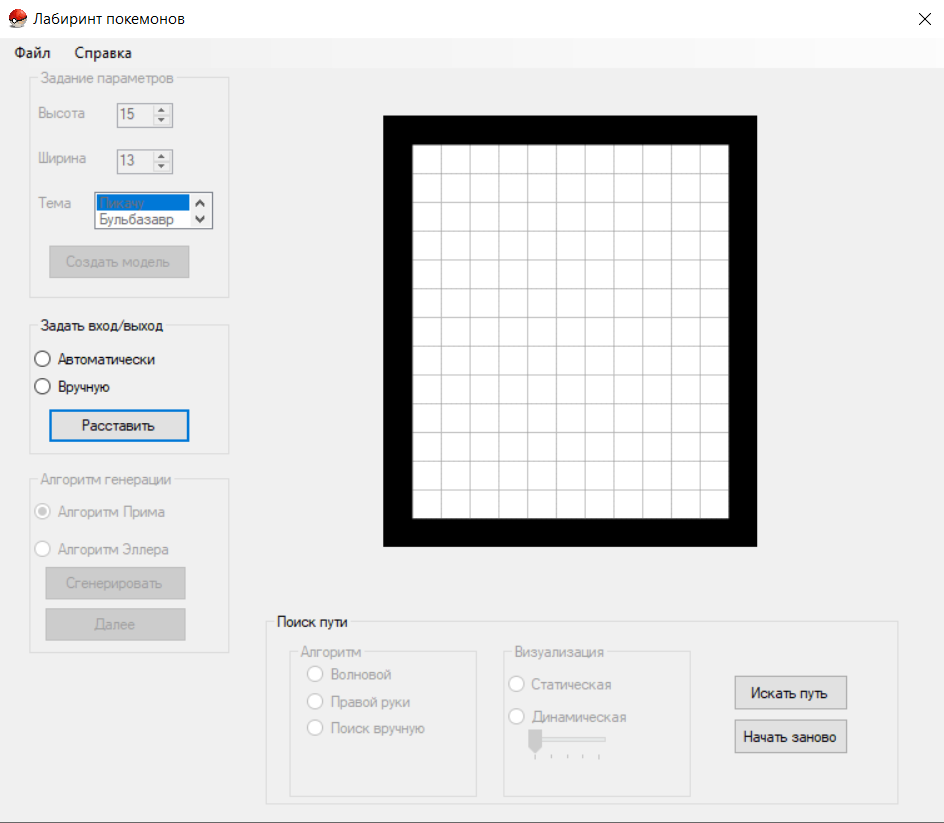 Лабиринт покемонов
Файл Справка
Задание параметров
Высота 15
Ширина 13
Тема Пикачу
Бульбазавр
Создать модель
Задать вход/выход
Автоматически
Вручную
Расставить
Алгоритм генерации
Алгоритм Прима
Алгоритм Эллера
Сгенерировать
Далее
Поиск пути
Алгоритм
Волновой
Правой руки
Поиск вручную
Визуализация
Статическая
Динамическая
Искать путь
Начать заново